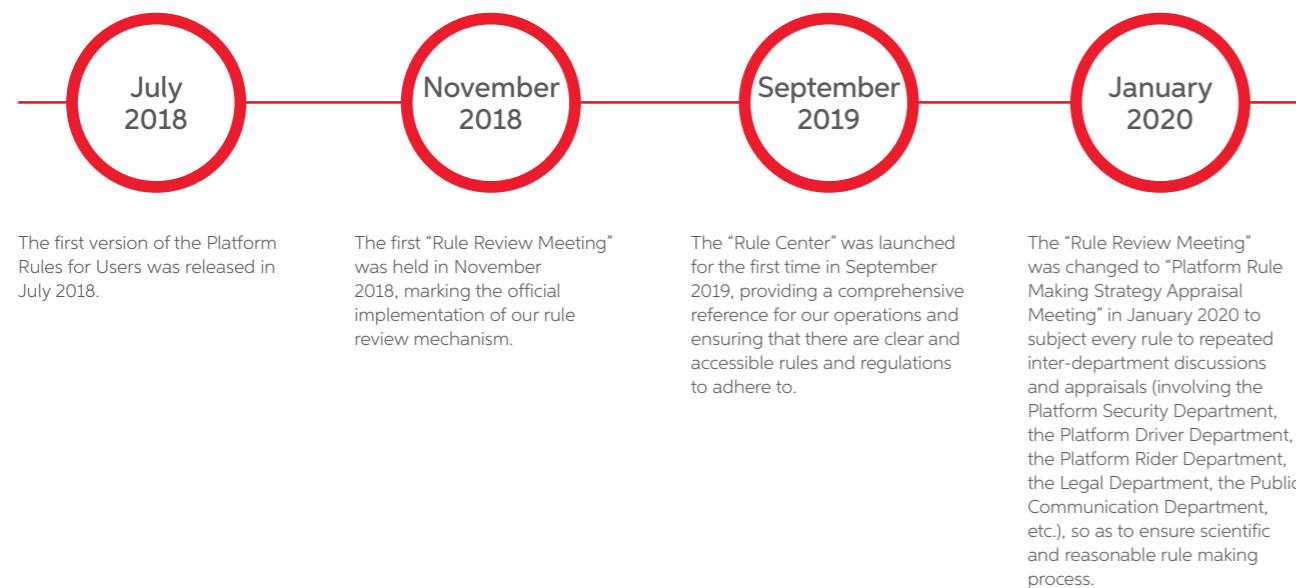 July
2018
November
2018
September
2019
January
2020
The first version of the Platform
Rules for Users was released in
July 2018.
The first “Rule Review Meeting”
was held in November
2018, marking the official
implementation of our rule
review mechanism.
The “Rule Center” was launched
for the first time in September
2019, providing a comprehensive
reference for our operations and
ensuring that there are clear and
accessible rules and regulations
to adhere to.
The “Rule Review Meeting”
was changed to “Platform Rule
Making Strategy Appraisal
Meeting” in January 2020 to
subject every rule to repeated
inter-department discussions
and appraisals (involving the
Platform Security Department,
the Platform Driver Department,
the Platform Rider Department,
the Legal Department, the Public
Communication Department,
etc.), so as to ensure scientific
and reasonable rule making
process.